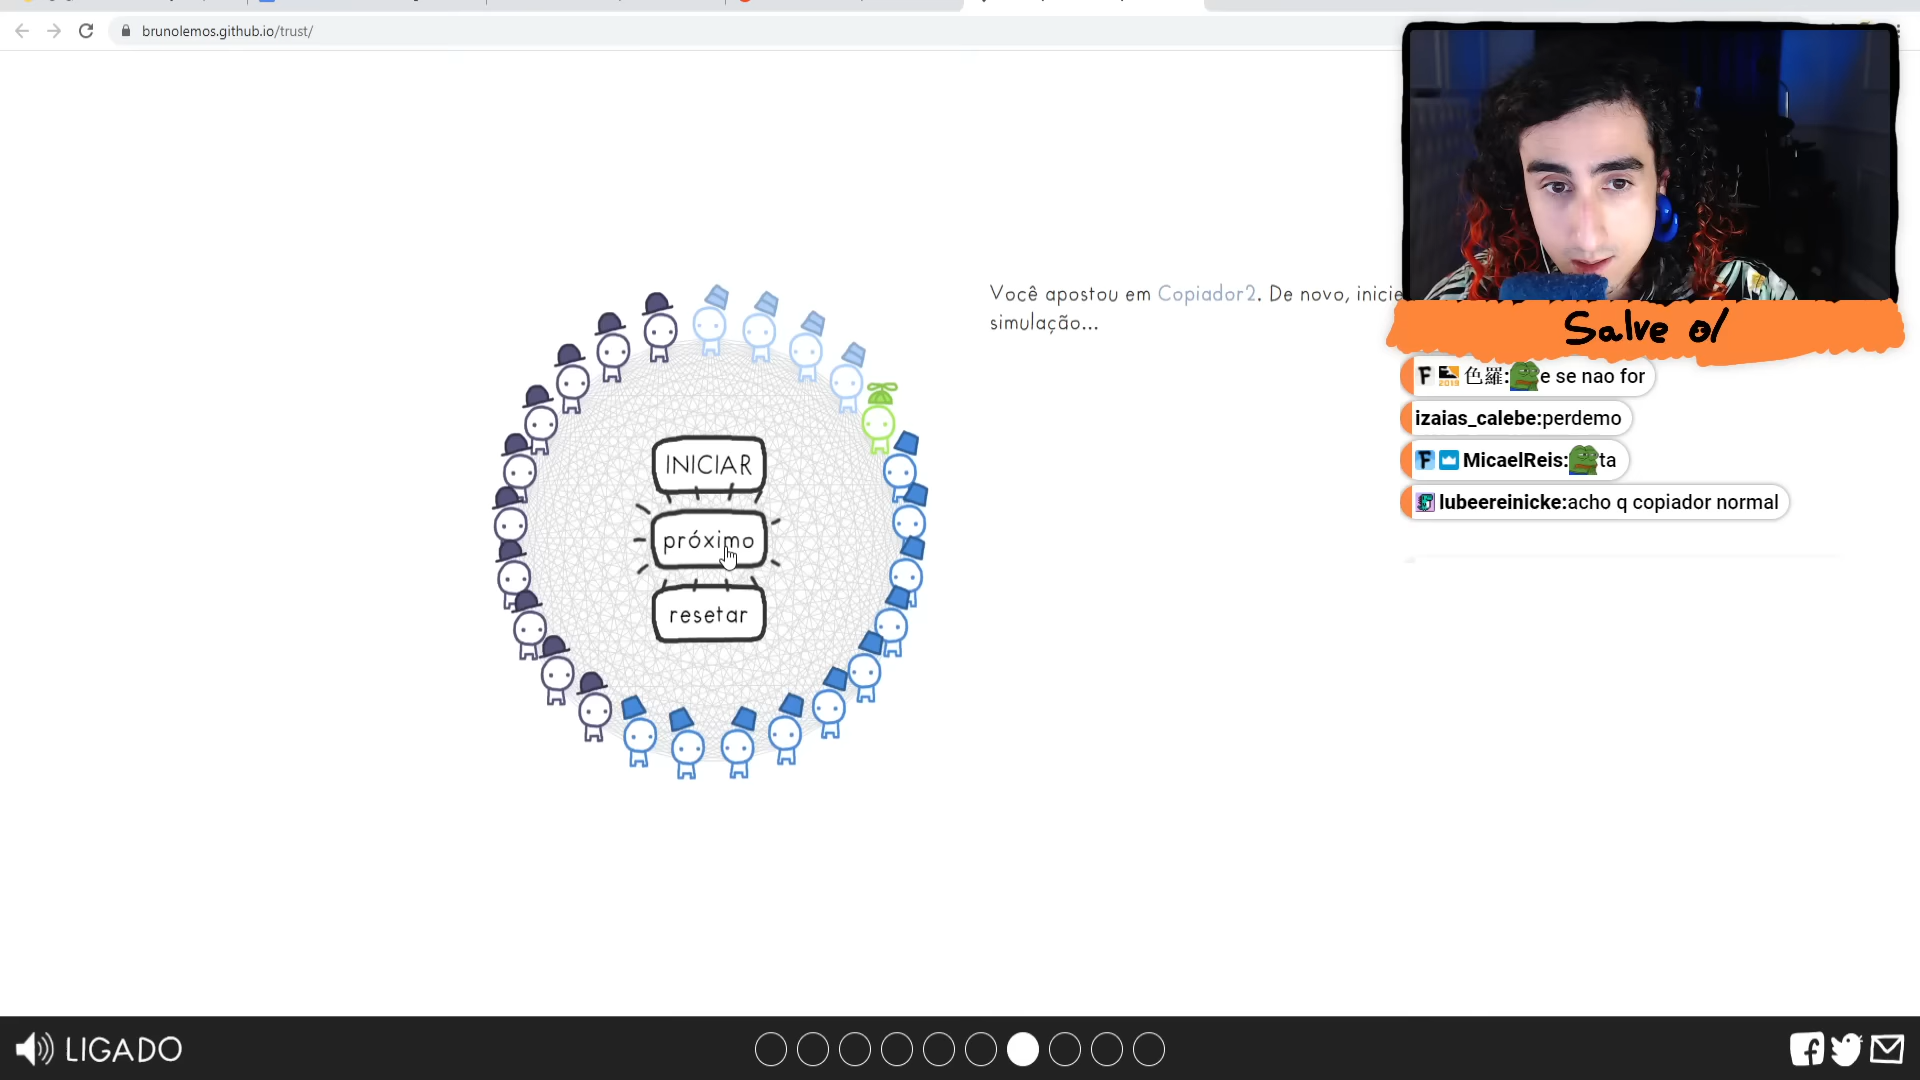 brunolemos.github.io/trust/
Você apostou em Copiador2. De novo, inicie
simulação...
INICIAR
próximo
resetar
Salve o/
色羅: e se nao for
izaias_calebe:perdemo
MicaelReis: ta
lubeereinicke:acho q copiador normal
LIGADO